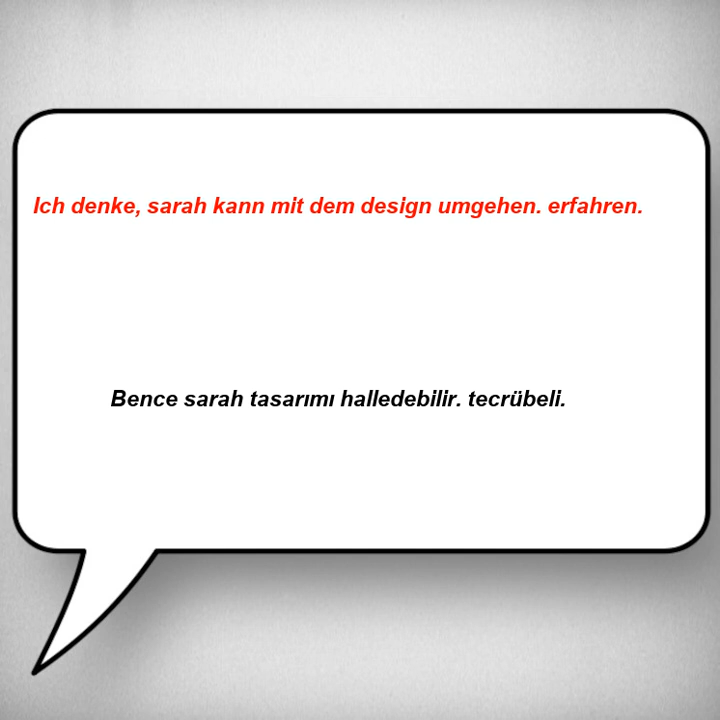 Ich denke, sarah kann mit dem design umgehen. erfahren.
Bence sarah tasarımı halledebilir. tecrübeli.